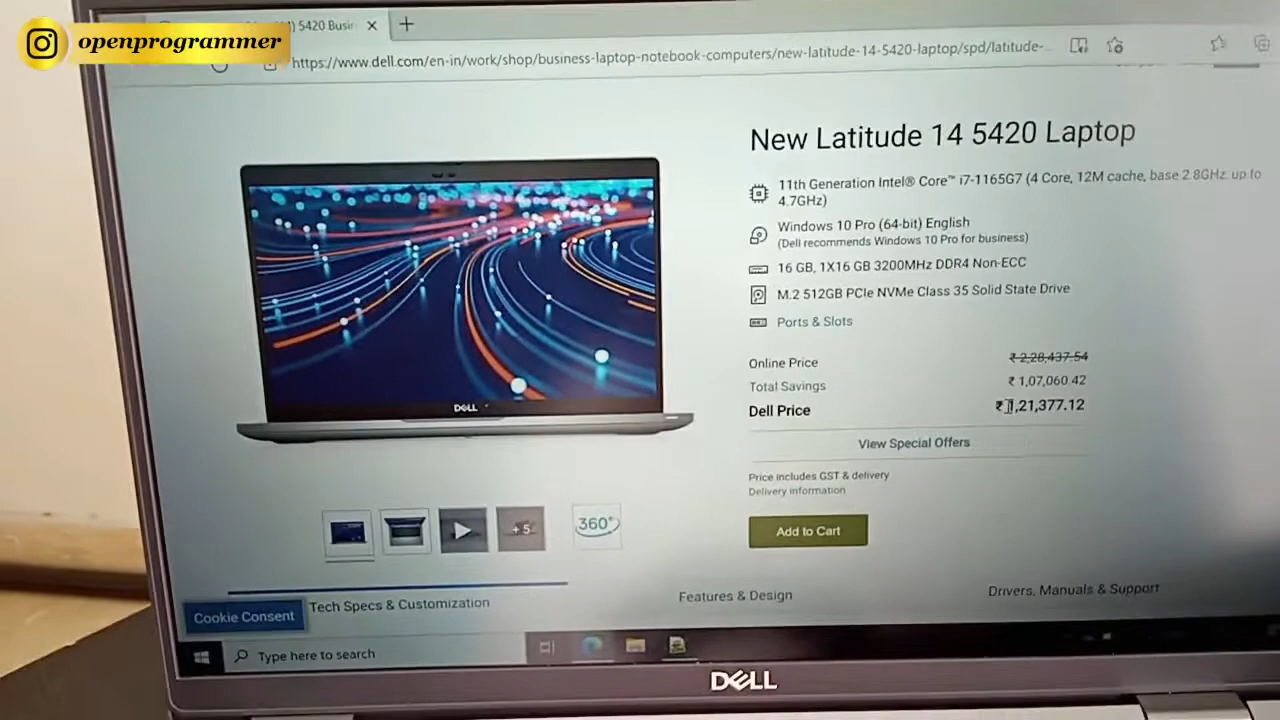 openprogrammer
5420 Busin
https://www.dell.com/en-in/work/shop/business-laptop-notebook-computers/new-latitude-14-5420-laptop/spd/latitude-...
New Latitude 14 5420 Laptop
11th Generation Intel® Core™ i7-1165G7 (4 Core, 12M cache, base 2.8GHz, up to
4.7GHz)
Windows 10 Pro (64-bit) English
(Dell recommends Windows 10 Pro for business)
16 GB, 1X16 GB 3200MHz DDR4 Non-ECC
M.2 512GB PCIe NVMe Class 35 Solid State Drive
Ports & Slots
Online Price ₹ 2,28,437.54
Total Savings ₹ 1,07,060.42
Dell Price ₹ 1,21,377.12
View Special Offers
Price includes GST & delivery
Delivery information
Add to Cart
DELL
+ 5
360°
Cookie Consent
Tech Specs & Customization
Features & Design
Drivers, Manuals & Support
Type here to search
DELL